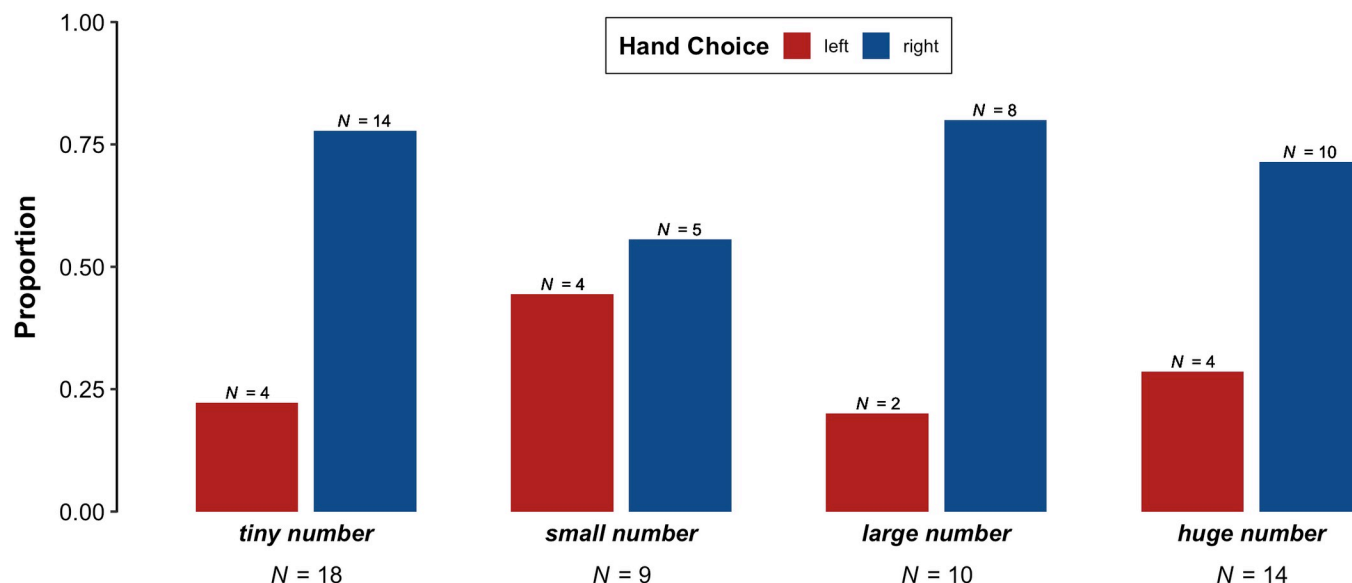 1.00
Hand Choice left right
N = 14
N = 8
0.75
N = 10
N = 5
Proportion
0.50
N = 4
N = 4
0.25
N = 4
N = 2
0.00
tiny number small number large number huge number
N = 18 N = 9 N = 10 N = 14